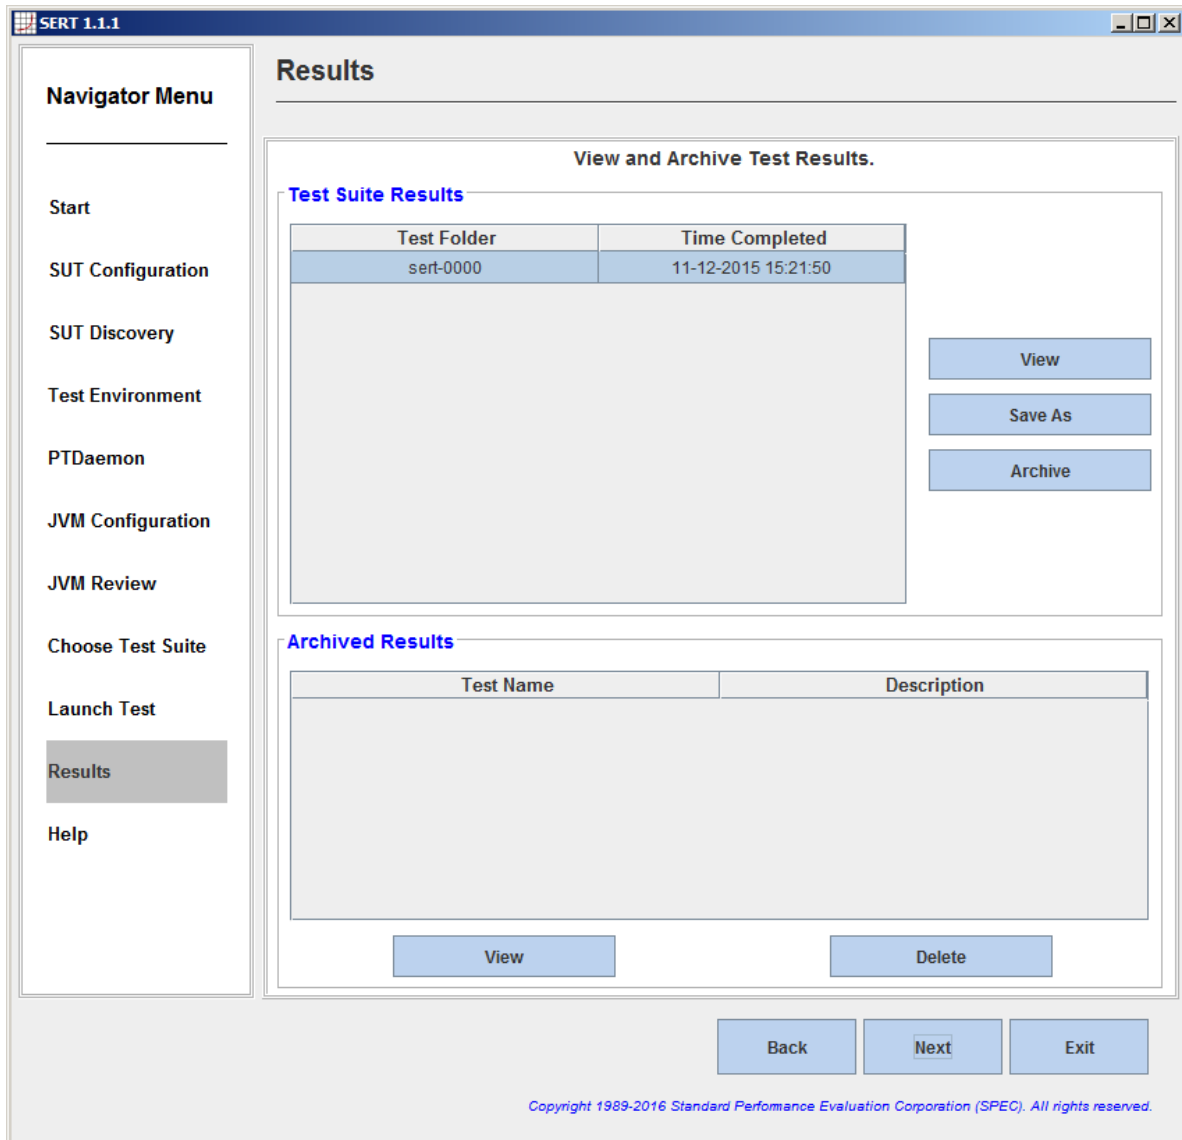 SERT 1.1.1
Navigator Menu
Start
SUT Configuration
SUT Discovery
Test Environment
PTDaemon
JVM Configuration
JVM Review
Choose Test Suite
Launch Test
Results
Help
Results
View and Archive Test Results.
Test Suite Results
Test Folder Time Completed
sert-0000 11-12-2015 15:21:50
View
Save As
Archive
Archived Results
Test Name Description
View Delete
Back Next Exit
Copyright 1989-2016 Standard Performance Evaluation Corporation (SPEC). All rights reserved.